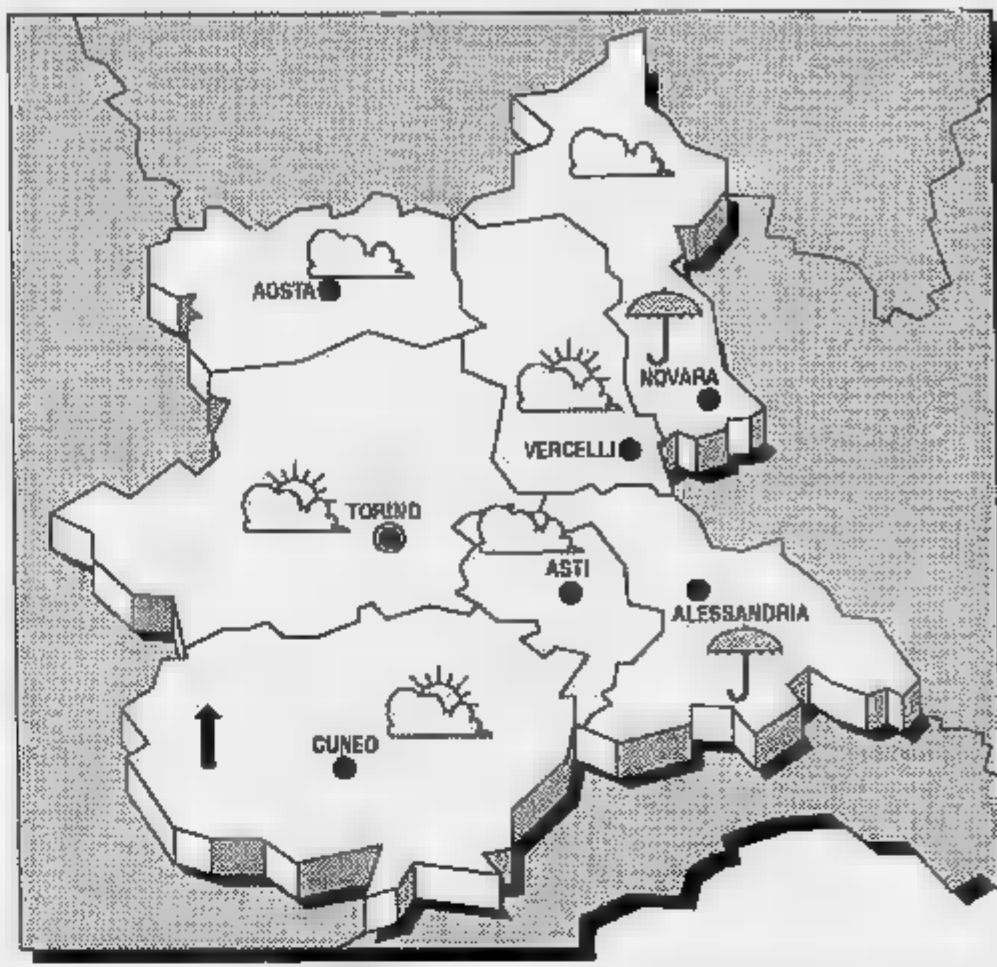 AOSTA
NOVARA
VERCELLI
TORINO
ASTI
ALESSANDRIA
CUNEO